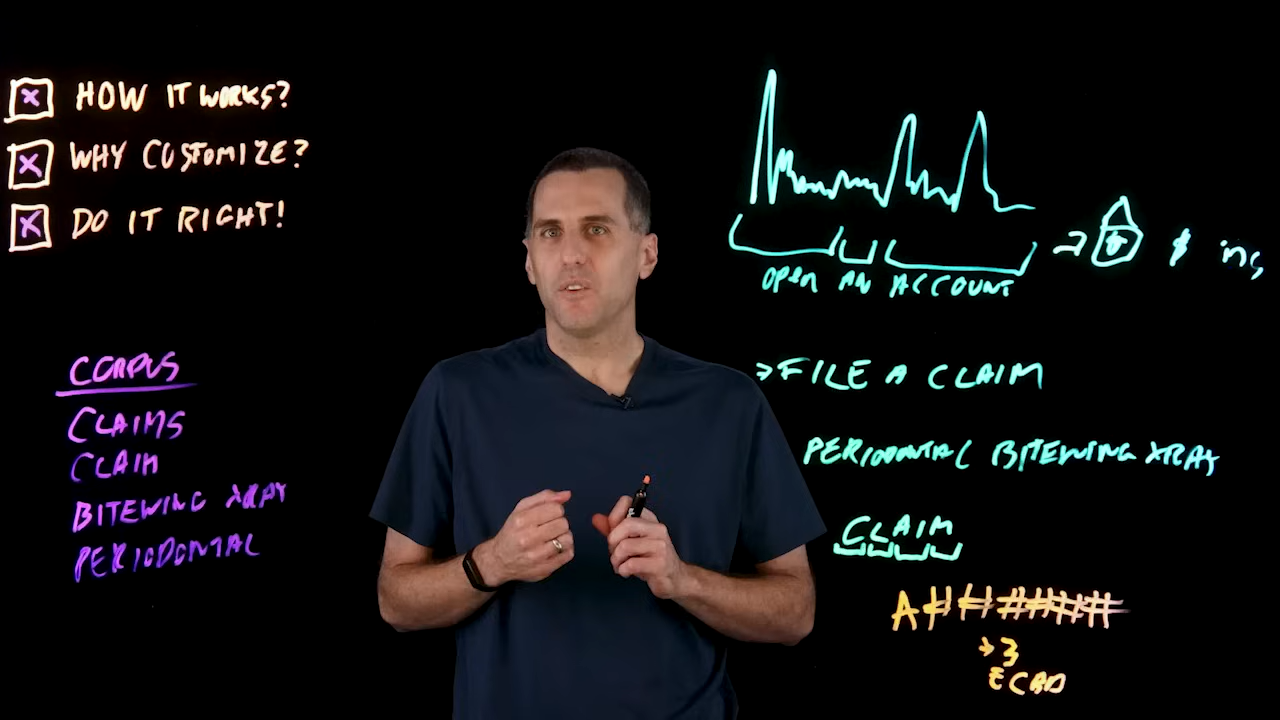 HOW IT WORKS?
WHY CUSTOMIZE?
DO IT RIGHT!
CORPUS
CLAIMS
CLAIM
BITEWING XRAY
PERIODONTAL
$ ing
OPEN AN ACCOUNT
→ FILE A CLAIM
PERIODONTAL BITEWING XRAY
CLAIM
A########
→ 3